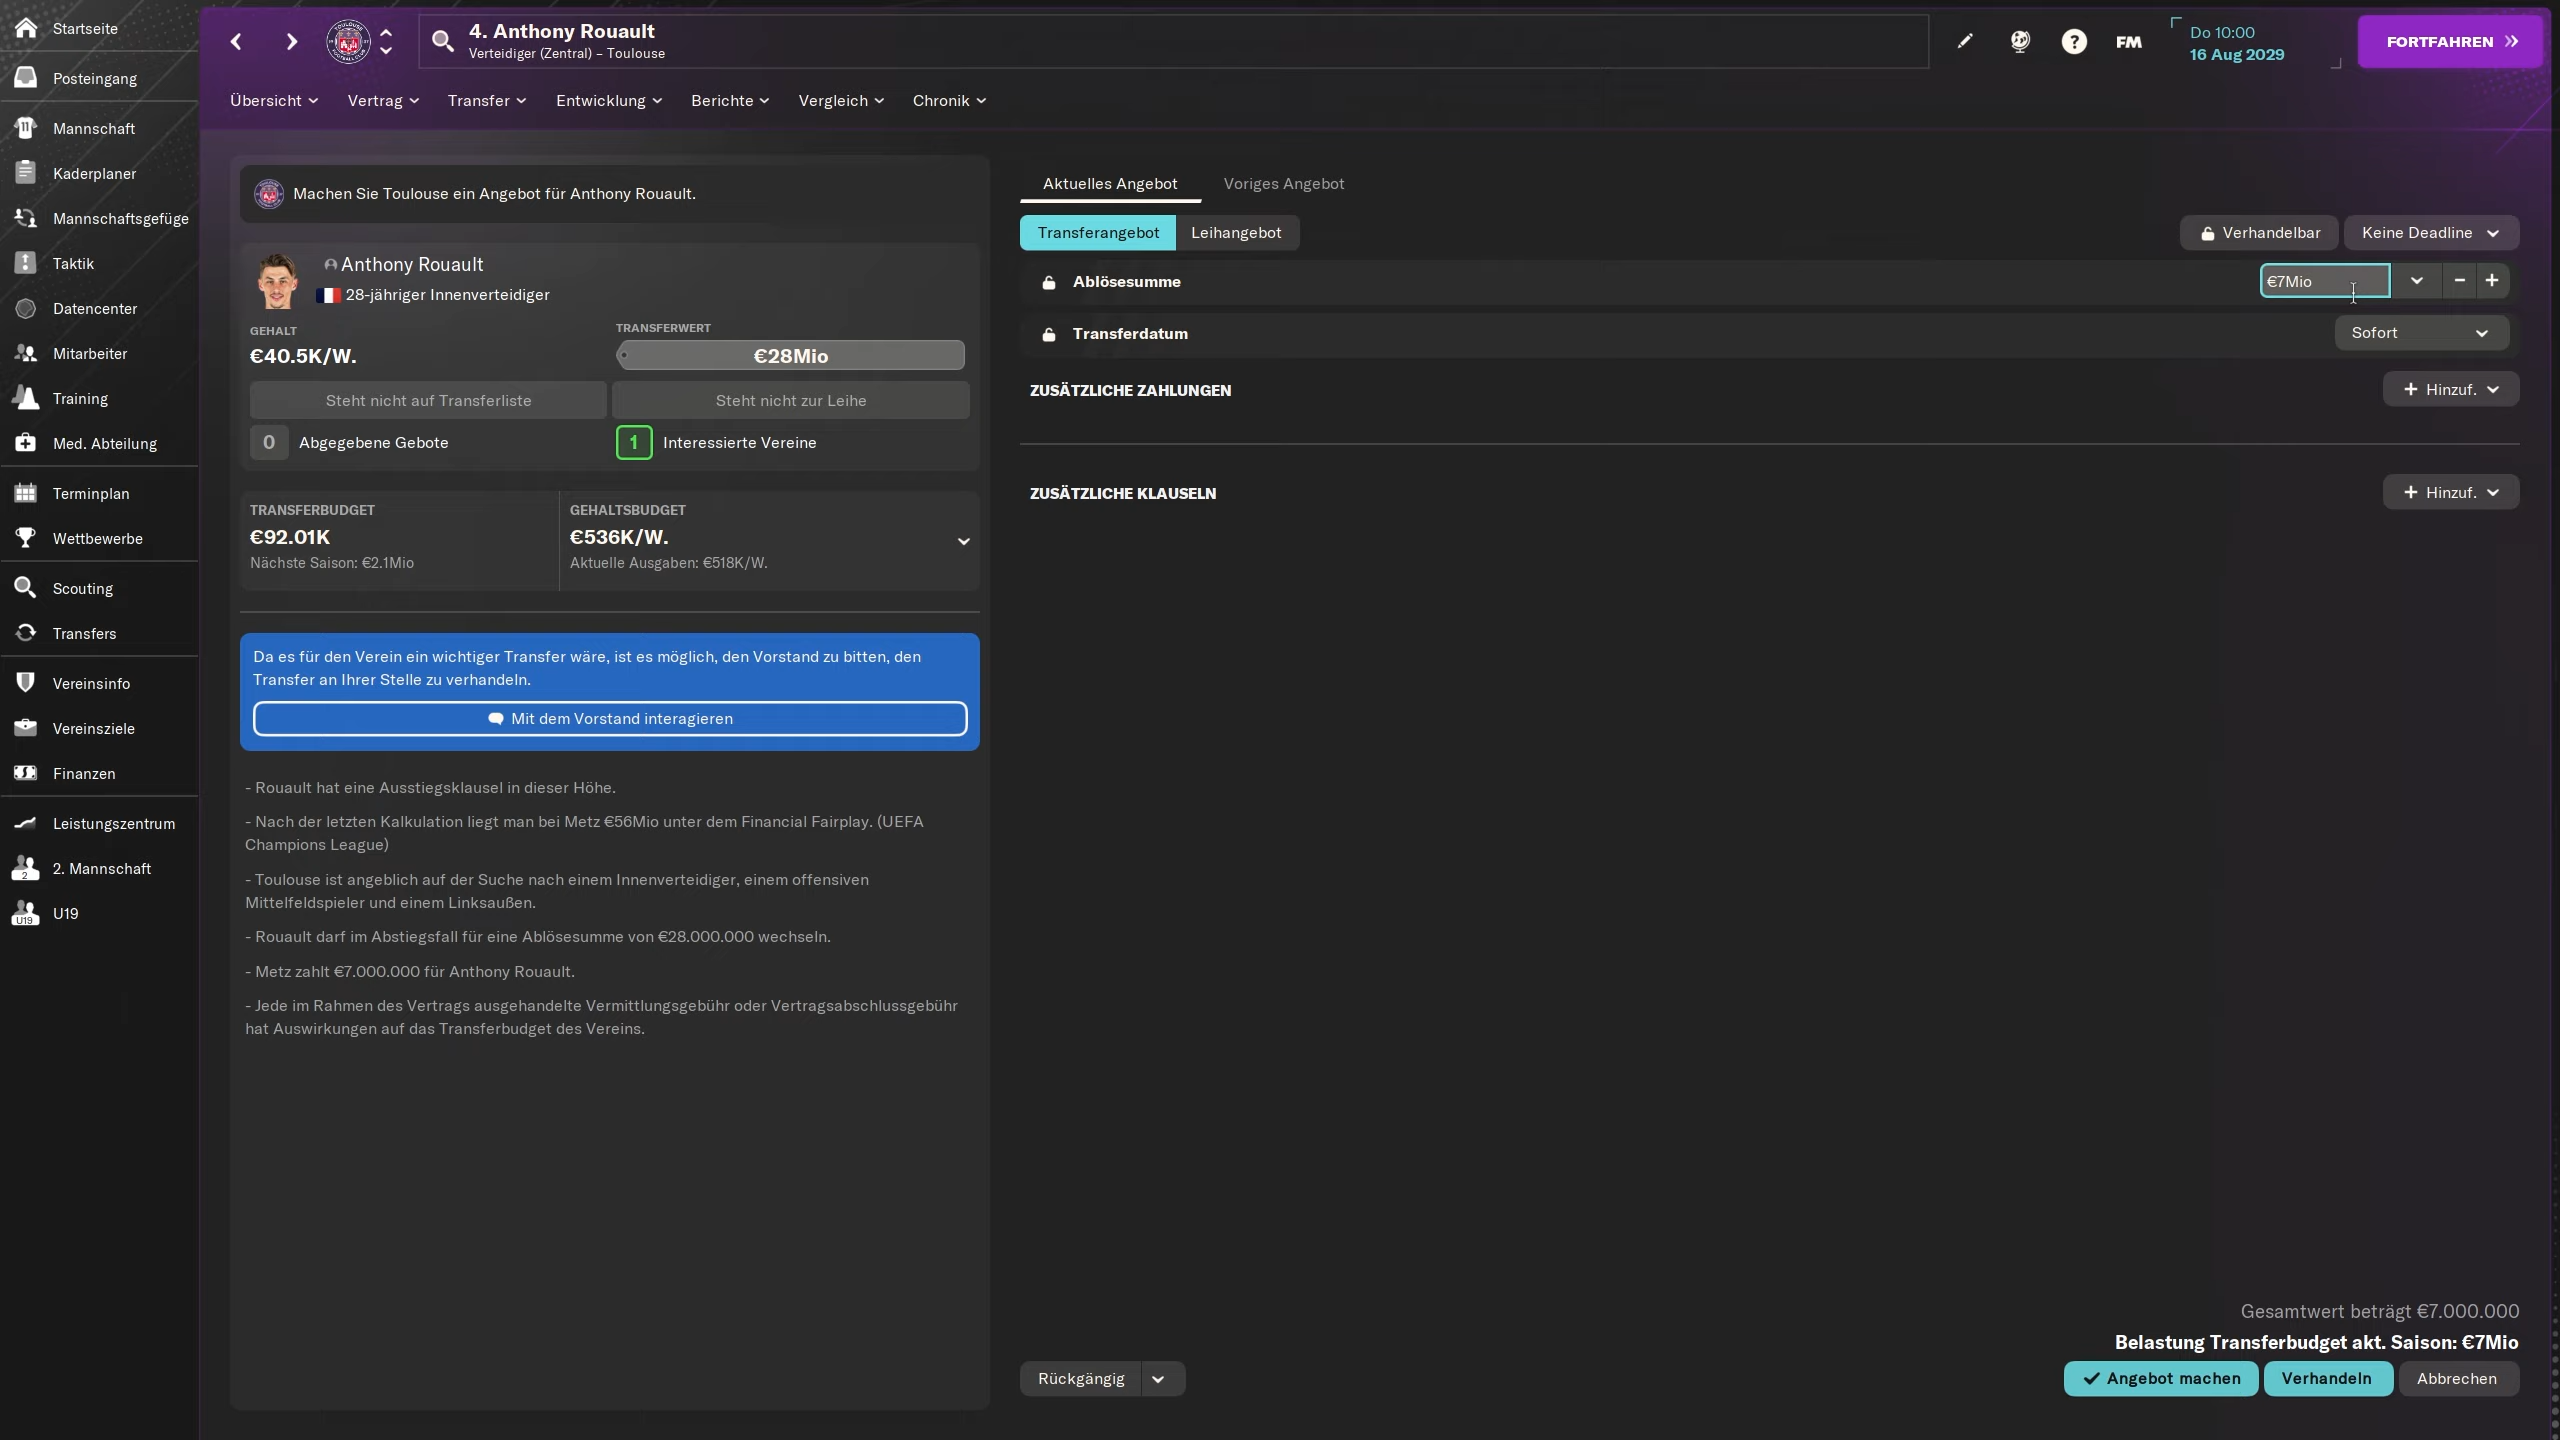 Startseite
Posteingang
Mannschaft
Kaderplaner
Mannschaftsgefüge
Taktik
Datencenter
Mitarbeiter
Training
Med. Abteilung
Terminplan
Wettbewerbe
Scouting
Transfers
Vereinsinfo
Vereinsziele
Finanzen
Leistungszentrum
2. Mannschaft
U19
4. Anthony Rouault
Verteidiger (Zentral) – Toulouse
FM
Do 10:00
16 Aug 2029
FORTFAHREN
Übersicht Vertrag Transfer Entwicklung Berichte Vergleich Chronik
Machen Sie Toulouse ein Angebot für Anthony Rouault.
Anthony Rouault
28-jähriger Innenverteidiger
GEHALT TRANSFERWERT
€40.5K/W. €28Mio
Steht nicht auf Transferliste Steht nicht zur Leihe
0 Abgegebene Gebote 1 Interessierte Vereine
TRANSFERBUDGET GEHALTSBUDGET
€92.01K €536K/W.
Nächste Saison: €2.1Mio Aktuelle Ausgaben: €518K/W.
Da es für den Verein ein wichtiger Transfer wäre, ist es möglich, den Vorstand zu bitten, den
Transfer an Ihrer Stelle zu verhandeln.
Mit dem Vorstand interagieren
- Rouault hat eine Ausstiegsklausel in dieser Höhe.
- Nach der letzten Kalkulation liegt man bei Metz €56Mio unter dem Financial Fairplay. (UEFA
Champions League)
- Toulouse ist angeblich auf der Suche nach einem Innenverteidiger, einem offensiven
Mittelfeldspieler und einem Linksaußen.
- Rouault darf im Abstiegsfall für eine Ablösesumme von €28.000.000 wechseln.
- Metz zahlt €7.000.000 für Anthony Rouault.
- Jede im Rahmen des Vertrags ausgehandelte Vermittlungsgebühr oder Vertragsabschlussgebühr
hat Auswirkungen auf das Transferbudget des Vereins.
Aktuelles Angebot Voriges Angebot
Transferangebot Leihangebot Verhandelbar Keine Deadline
Ablösesumme €7Mio
Transferdatum Sofort
ZUSÄTZLICHE ZAHLUNGEN + Hinzuf.
ZUSÄTZLICHE KLAUSELN + Hinzuf.
Gesamtwert beträgt €7.000.000
Belastung Transferbudget akt. Saison: €7Mio
Rückgängig Angebot machen Verhandeln Abbrechen